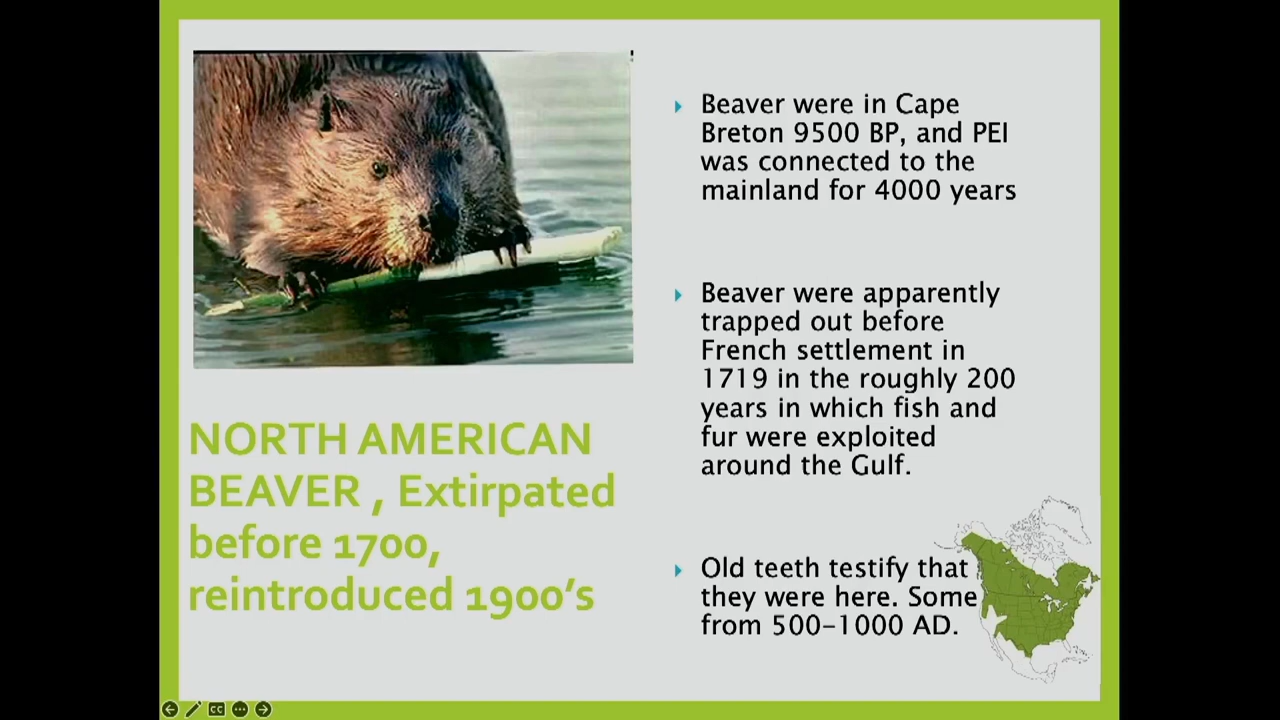 NORTH AMERICAN
BEAVER , Extirpated
before 1700,
reintroduced 1900's
Beaver were in Cape
Breton 9500 BP, and PEI
was connected to the
mainland for 4000 years
Beaver were apparently
trapped out before
French settlement in
1719 in the roughly 200
years in which fish and
fur were exploited
around the Gulf.
Old teeth testify that
they were here. Some
from 500-1000 AD.
CC